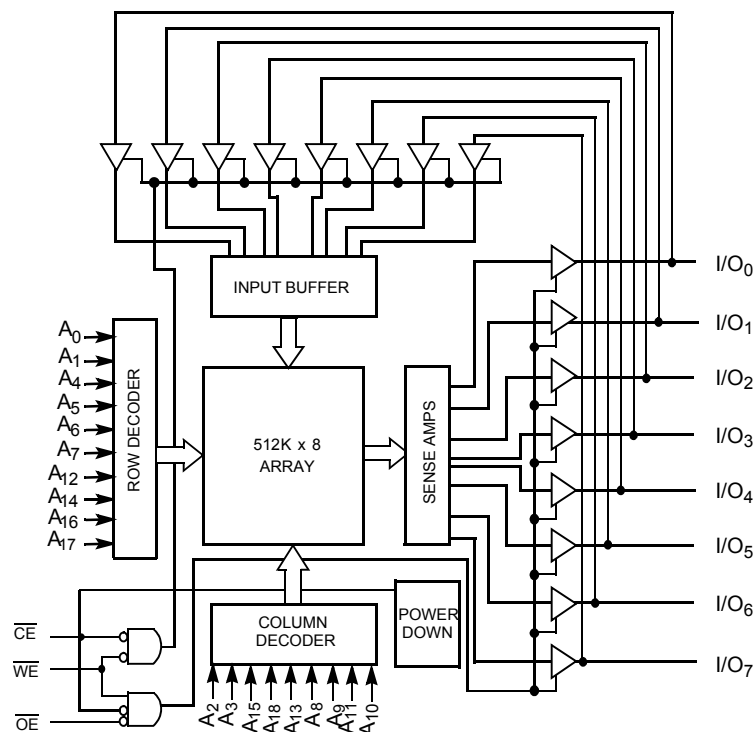 INPUT BUFFER
I/O0
I/O1
I/O2
I/O3
I/O4
I/O5
I/O6
I/O7
A0
A1
A4
A5
A6
A7
A12
A14
A16
A17
ROW DECODER
512K x 8
ARRAY
SENSE AMPS
COLUMN
DECODER
POWER
DOWN
CE
WE
OE
A2
A3
A15
A18
A13
A8
A9
A11
A10